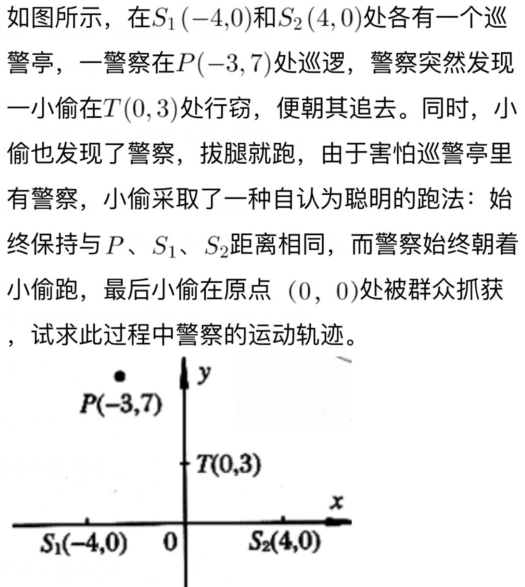 如图所示，在S₁(−4,0)和S₂(4,0)处各有一个巡
警亭，一警察在P(−3,7)处巡逻，警察突然发现
一小偷在T(0,3)处行窃，便朝其追去。同时，小
偷也发现了警察，拔腿就跑，由于害怕巡警亭里
有警察，小偷采取了一种自认为聪明的跑法：始
终保持与P、S₁、S₂距离相同，而警察始终朝着
小偷跑，最后小偷在原点（0，0)处被群众抓获
，试求此过程中警察的运动轨迹。
y
P(−3,7)
T(0,3)
x
S₁(−4,0) 0 S₂(4,0)